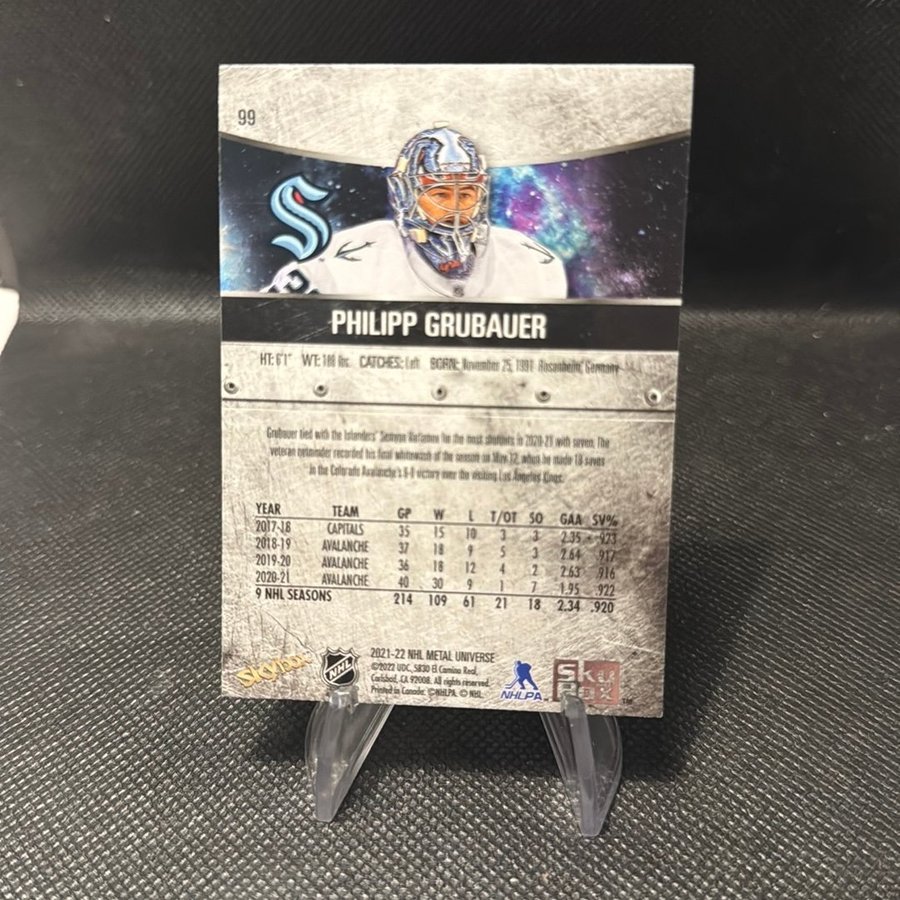 99
PHILIPP GRUBAUER
HT: 6'1" WT: 188 lbs. CATCHES: Left BORN: November 25, 1991 Rosenheim, Germany
Grubauer tied with the Islanders' Semyon Varlamov for the most shutouts in 2020-21 with seven. The
veteran netminder recorded his final whitewash of the season on May 12, when he made 18 saves
in the Colorado Avalanche's 6-0 victory over the visiting Los Angeles Kings.
YEAR TEAM GP W L T/OT SO GAA SV%
2017-18 CAPITALS 35 15 10 3 3 2.35 .923
2018-19 AVALANCHE 37 18 9 5 3 2.64 .917
2019-20 AVALANCHE 36 18 12 4 2 2.63 .916
2020-21 AVALANCHE 40 30 9 1 7 1.95 .922
9 NHL SEASONS 214 109 61 21 18 2.34 .920
SkyBox
NHL
2021-22 NHL METAL UNIVERSE
©2022 UDC, 5830 El Camino Real,
Carlsbad, CA 92008. All rights reserved.
Printed in Canada. ©NHLPA. © NHL.
NHLPA
Sky
Box
TM